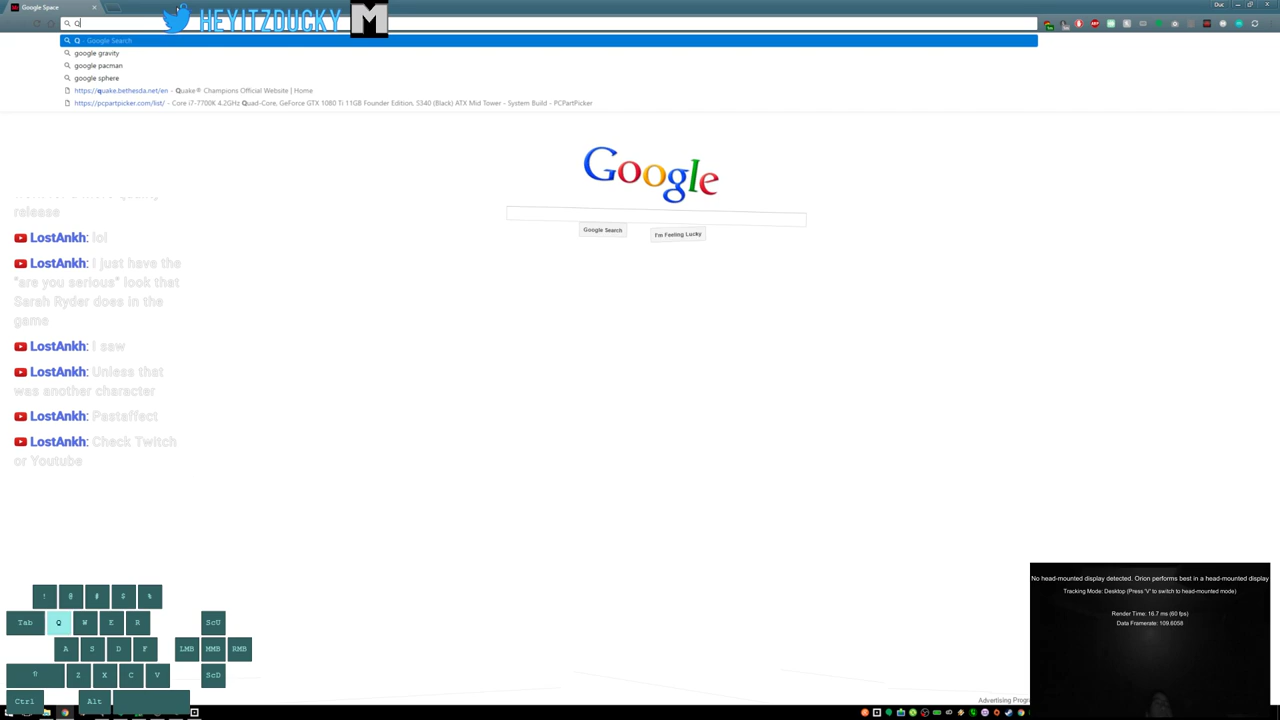 Google Space
Duc
HEYITZDUCKY
M
Q
Q - Google Search
google gravity
google pacman
google sphere
https://quake.bethesda.net/en - Quake® Champions Official Website | Home
https://pcpartpicker.com/list/ - Core i7-7700K 4.2GHz Quad-Core, GeForce GTX 1080 Ti 11GB Founder Edition, S340 (Black) ATX Mid Tower - System Build - PCPartPicker
Google
Google Search
I'm Feeling Lucky
release
LostAnkh: lol
LostAnkh: I just have the
"are you serious" look that
Sarah Ryder does in the
game
LostAnkh: I saw
LostAnkh: Unless that
was another character
LostAnkh: Pastaffect
LostAnkh: Check Twitch
or Youtube
! @ # $ %
Tab Q W E R ScU
A S D F LMB MMB RMB
⇧ Z X C V ScD
Ctrl Alt
No head-mounted display detected. Orion performs best in a head-mounted display
Tracking Mode: Desktop (Press 'V' to switch to head-mounted mode)
Render Time: 16.7 ms (60 fps)
Data Framerate: 109.6058
Advertising Progr